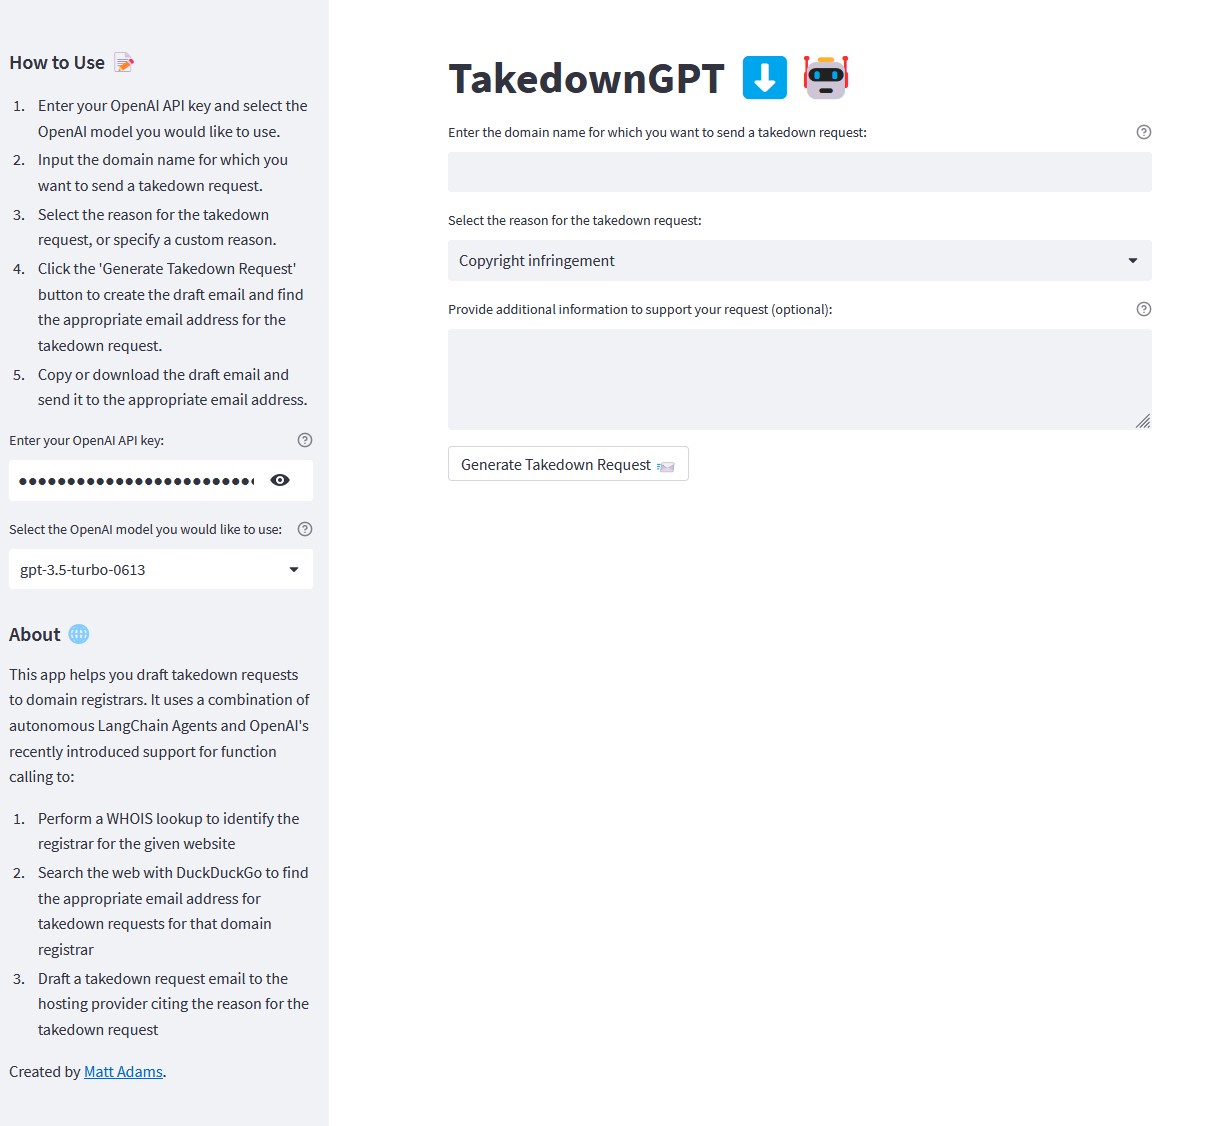 How to Use 📝
1. Enter your OpenAI API key and select the
OpenAI model you would like to use.
2. Input the domain name for which you
want to send a takedown request.
3. Select the reason for the takedown
request, or specify a custom reason.
4. Click the 'Generate Takedown Request'
button to create the draft email and find
the appropriate email address for the
takedown request.
5. Copy or download the draft email and
send it to the appropriate email address.
Enter your OpenAI API key:
Select the OpenAI model you would like to use:
gpt-3.5-turbo-0613
About 🌐
This app helps you draft takedown requests
to domain registrars. It uses a combination of
autonomous LangChain Agents and OpenAI's
recently introduced support for function
calling to:
1. Perform a WHOIS lookup to identify the
registrar for the given website
2. Search the web with DuckDuckGo to find
the appropriate email address for
takedown requests for that domain
registrar
3. Draft a takedown request email to the
hosting provider citing the reason for the
takedown request
Created by Matt Adams.
TakedownGPT ⬇️ 🤖
Enter the domain name for which you want to send a takedown request:
Select the reason for the takedown request:
Copyright infringement
Provide additional information to support your request (optional):
Generate Takedown Request 📨